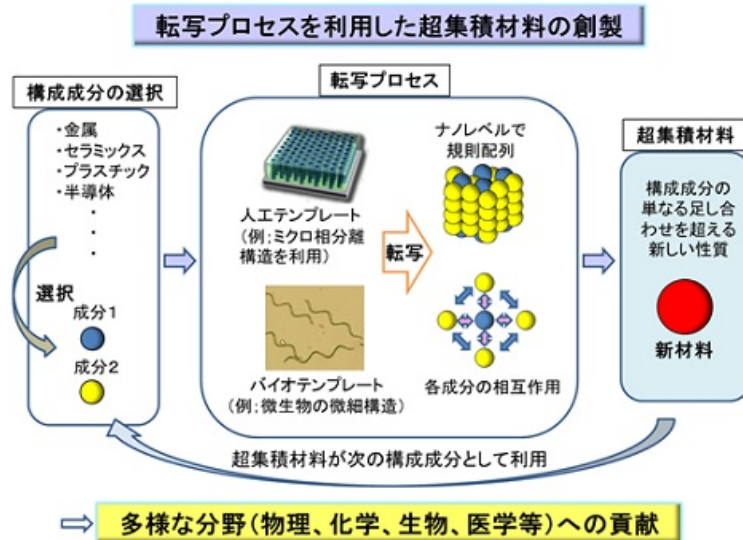 転写プロセスを利用した超集積材料の創製
構成成分の選択
・金属
・セラミックス
・プラスチック
・半導体
・
・
・
選択
成分1
成分2
転写プロセス
人工テンプレート
(例;ミクロ相分離
構造を利用)
バイオテンプレート
(例;微生物の微細構造)
転写
ナノレベルで
規則配列
各成分の相互作用
超集積材料
構成成分の
単なる足し合
わせを超える
新しい性質
新材料
超集積材料が次の構成成分として利用
多様な分野(物理、化学、生物、医学等)への貢献